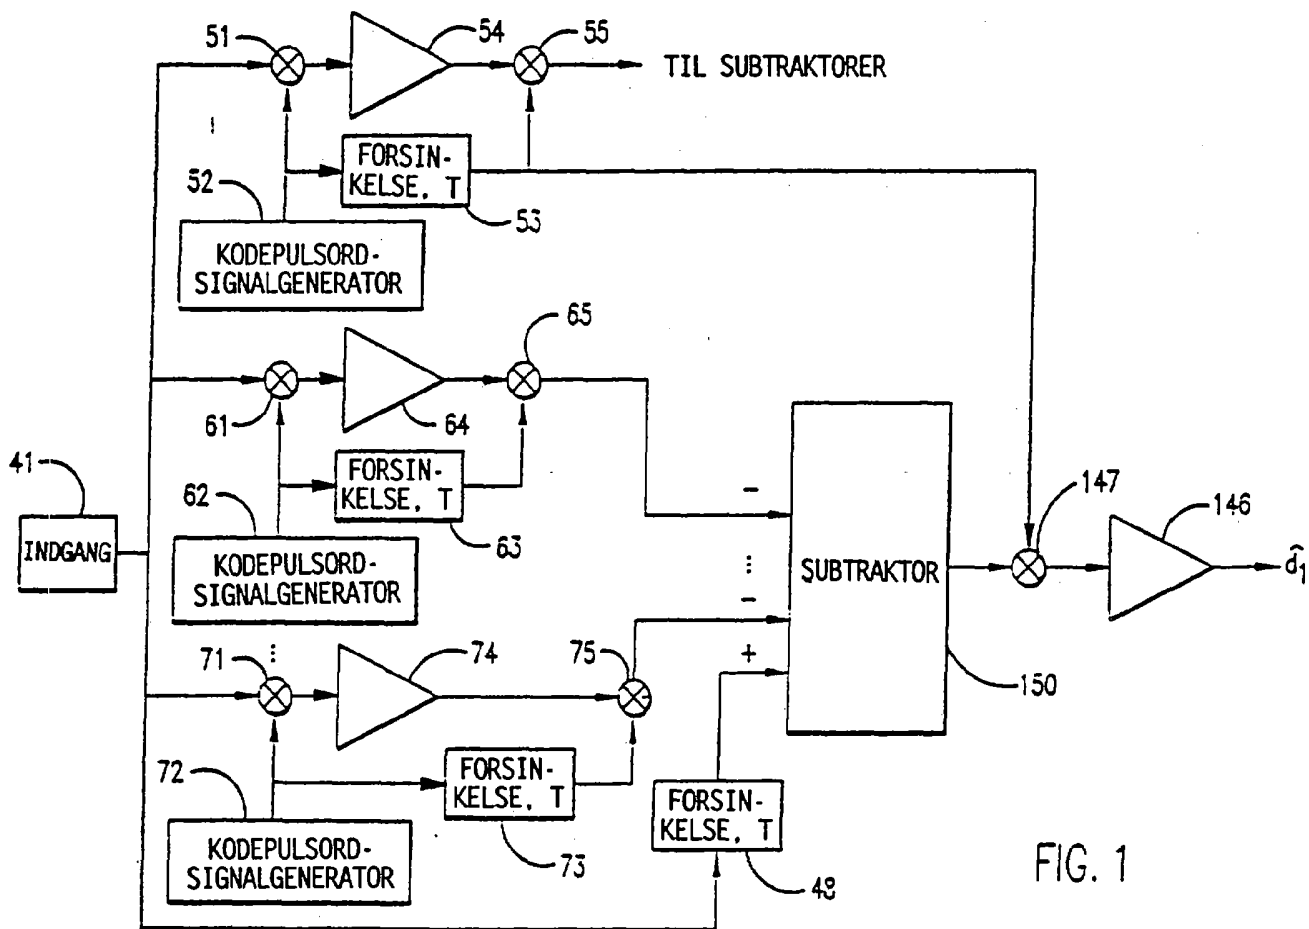 51
54
55
TIL SUBTRAKTORER
FORSIN-
KELSE, T
53
52
KODEPULSORD-
SIGNALGENERATOR
65
61
64
41
INDGANG
FORSIN-
KELSE, T
63
62
KODEPULSORD-
SIGNALGENERATOR
-
⋮
-
+
SUBTRAKTOR
150
147
146
d̂₁
⋮
71
74
75
FORSIN-
KELSE, T
73
72
KODEPULSORD-
SIGNALGENERATOR
FORSIN-
KELSE, T
48
FIG. 1